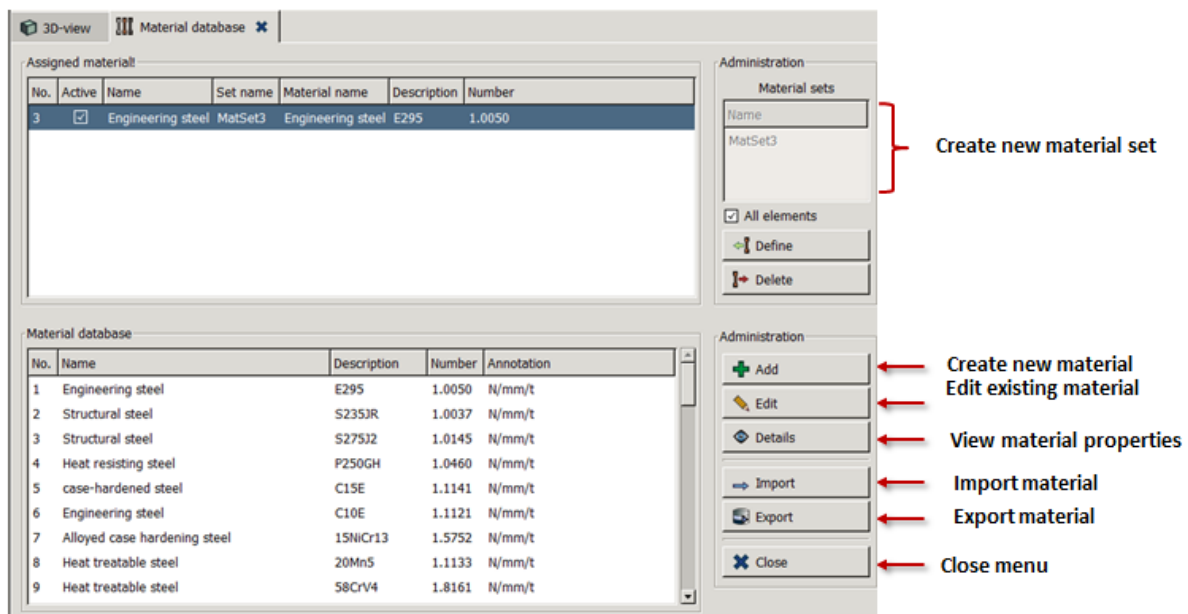 3D-view Material database
Assigned material!
No. Active Name Set name Material name Description Number
3 Engineering steel MatSet3 Engineering steel E295 1.0050
Administration
Material sets
Name
MatSet3
Create new material set
All elements
Define
Delete
Material database
No. Name Description Number Annotation
1 Engineering steel E295 1.0050 N/mm/t
2 Structural steel S235JR 1.0037 N/mm/t
3 Structural steel S275J2 1.0145 N/mm/t
4 Heat resisting steel P250GH 1.0460 N/mm/t
5 case-hardened steel C15E 1.1141 N/mm/t
6 Engineering steel C10E 1.1121 N/mm/t
7 Alloyed case hardening steel 15NiCr13 1.5752 N/mm/t
8 Heat treatable steel 20Mn5 1.1133 N/mm/t
9 Heat treatable steel 58CrV4 1.8161 N/mm/t
Administration
Add Create new material
Edit Edit existing material
Details View material properties
Import Import material
Export Export material
Close Close menu